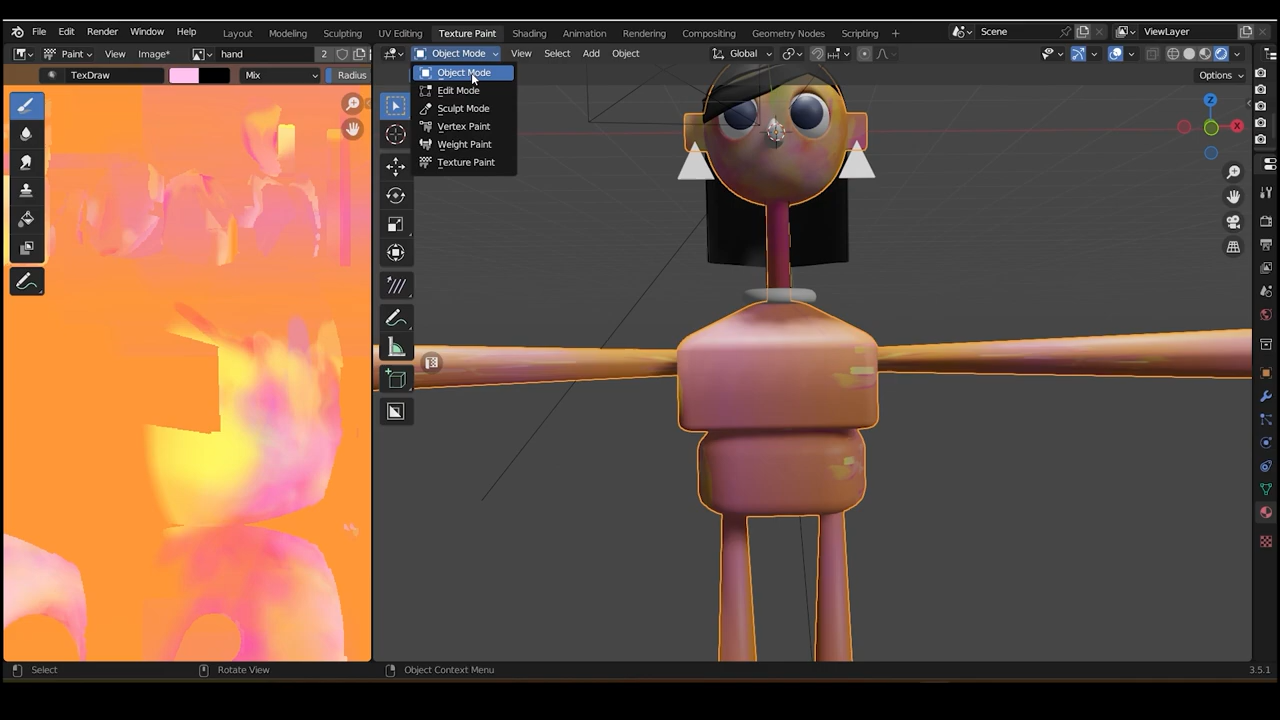 File Edit Render Window Help Layout Modeling Sculpting UV Editing Texture Paint Shading Animation Rendering Compositing Geometry Nodes Scripting Scene ViewLayer
Paint View Image* hand 2 Object Mode View Select Add Object Global
TexDraw Mix Radius Object Mode Options
Edit Mode
Sculpt Mode
Vertex Paint
Weight Paint
Texture Paint
Z
X
Select Rotate View Object Context Menu 3.5.1